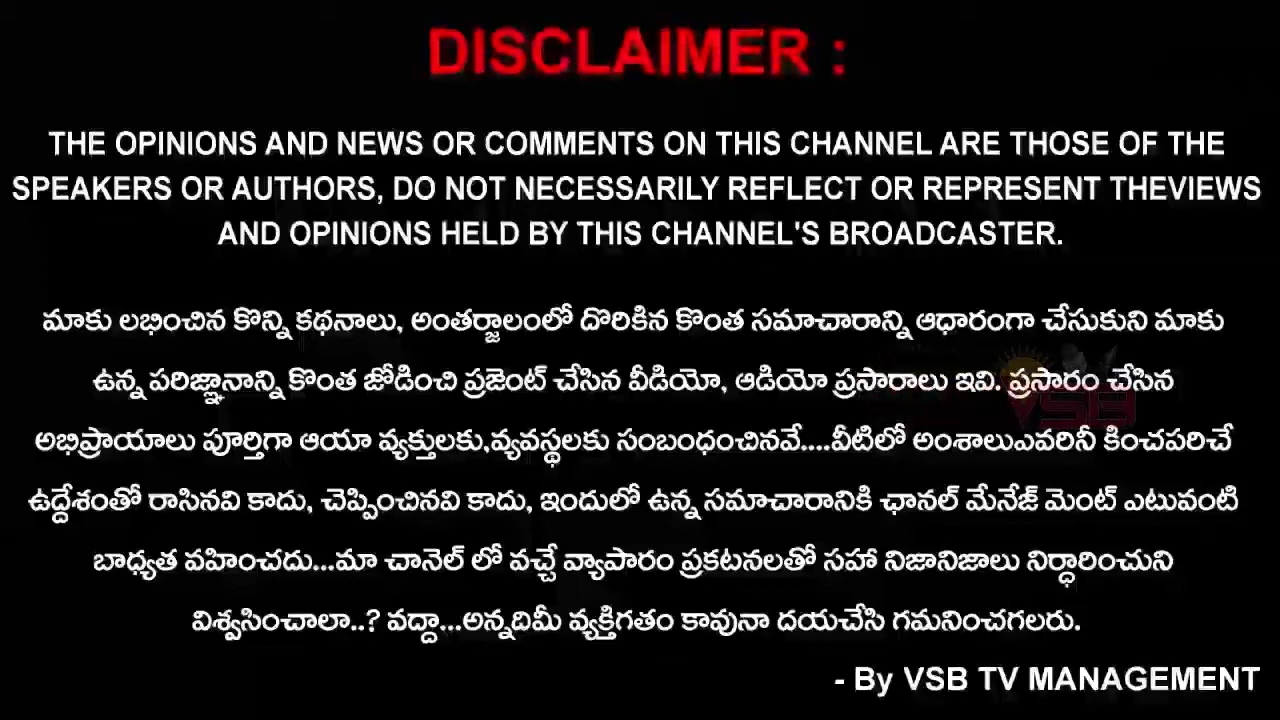 DISCLAIMER :
THE OPINIONS AND NEWS OR COMMENTS ON THIS CHANNEL ARE THOSE OF THE
SPEAKERS OR AUTHORS, DO NOT NECESSARILY REFLECT OR REPRESENT THEVIEWS
AND OPINIONS HELD BY THIS CHANNEL'S BROADCASTER.
మాకు లభించిన కొన్ని కథనాలు, అంతర్జాలంలో దొరికిన కొంత సమాచారాన్ని ఆధారంగా చేసుకుని మాకు
ఉన్న పరిజ్ఞానాన్ని కొంత జోడించి ప్రజెంట్ చేసిన వీడియో, ఆడియో ప్రసారాలు ఇవి. ప్రసారం చేసిన
VSB
అభిప్రాయాలు పూర్తిగా ఆయా వ్యక్తులకు,వ్యవస్థలకు సంబంధంచినవే....వీటిలో అంశాలుఎవరినీ కించపరిచే
ఉద్దేశంతో రాసినవి కాదు, చెప్పించినవి కాదు, ఇందులో ఉన్న సమాచారానికి ఛానల్ మేనేజ్ మెంట్ ఎటువంటి
బాధ్యత వహించదు...మా చానెల్ లో వచ్చే వ్యాపారం ప్రకటనలతో సహా నిజానిజాలు నిర్ధారించుని
విశ్వసించాలా..? వద్దా...అన్నదిమీ వ్యక్తిగతం కావునా దయచేసి గమనించగలరు.
- By VSB TV MANAGEMENT